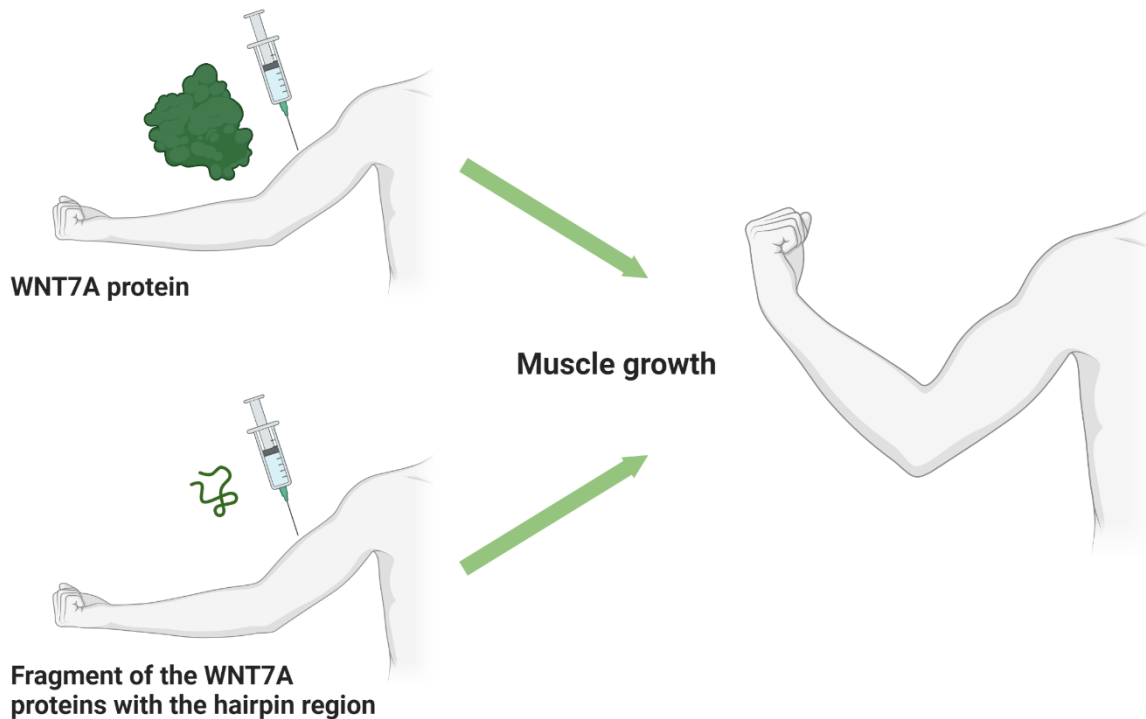 WNT7A protein
Muscle growth
Fragment of the WNT7A
proteins with the hairpin region